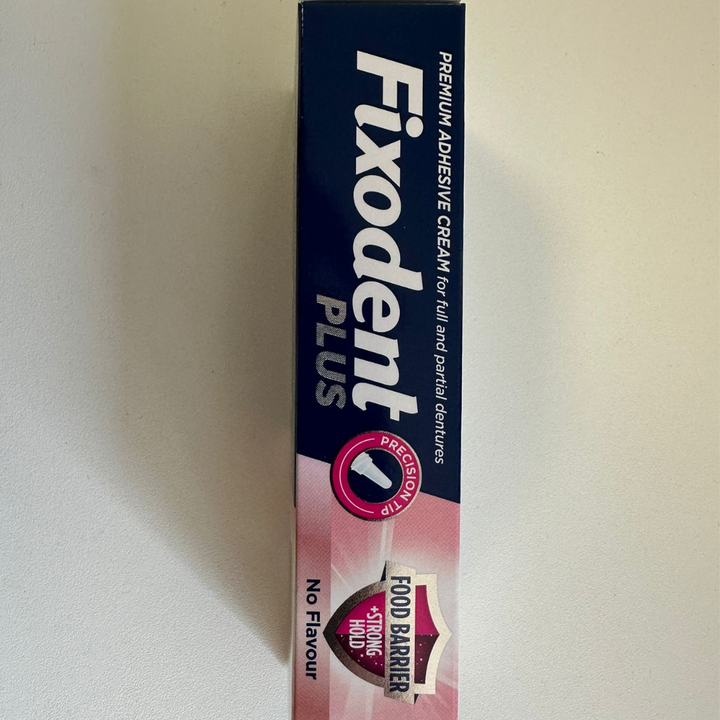 PREMIUM ADHESIVE CREAM for full and partial dentures
Fixodent
PLUS
PRECISION TIP
FOOD BARRIER
+STRONG
HOLD
No Flavour